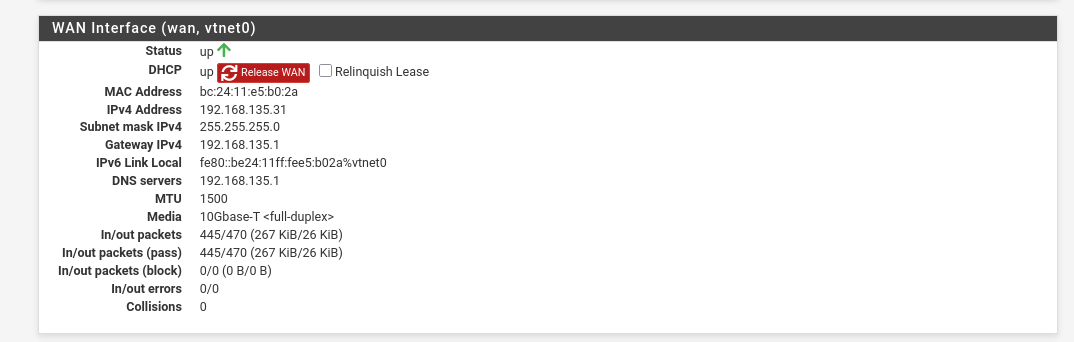 WAN Interface (wan, vtnet0)
Status up
DHCP up Release WAN Relinquish Lease
MAC Address bc:24:11:e5:b0:2a
IPv4 Address 192.168.135.31
Subnet mask IPv4 255.255.255.0
Gateway IPv4 192.168.135.1
IPv6 Link Local fe80::be24:11ff:fee5:b02a%vtnet0
DNS servers 192.168.135.1
MTU 1500
Media 10Gbase-T <full-duplex>
In/out packets 445/470 (267 KiB/26 KiB)
In/out packets (pass) 445/470 (267 KiB/26 KiB)
In/out packets (block) 0/0 (0 B/0 B)
In/out errors 0/0
Collisions 0